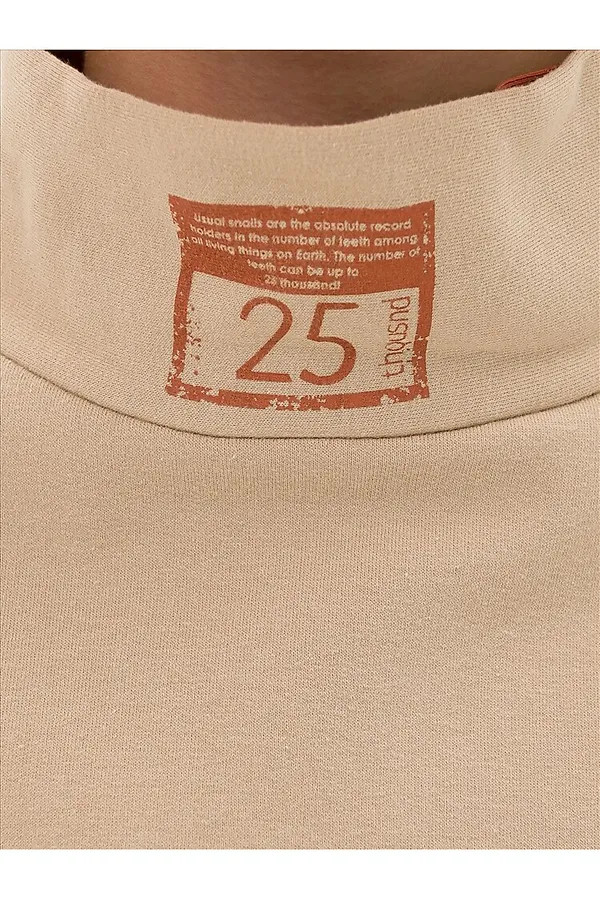 Usual snails are the absolute record
holders in the number of teeth among
all living things on Earth. The number of
teeth can be up to
25 thousand!
25
thousnd